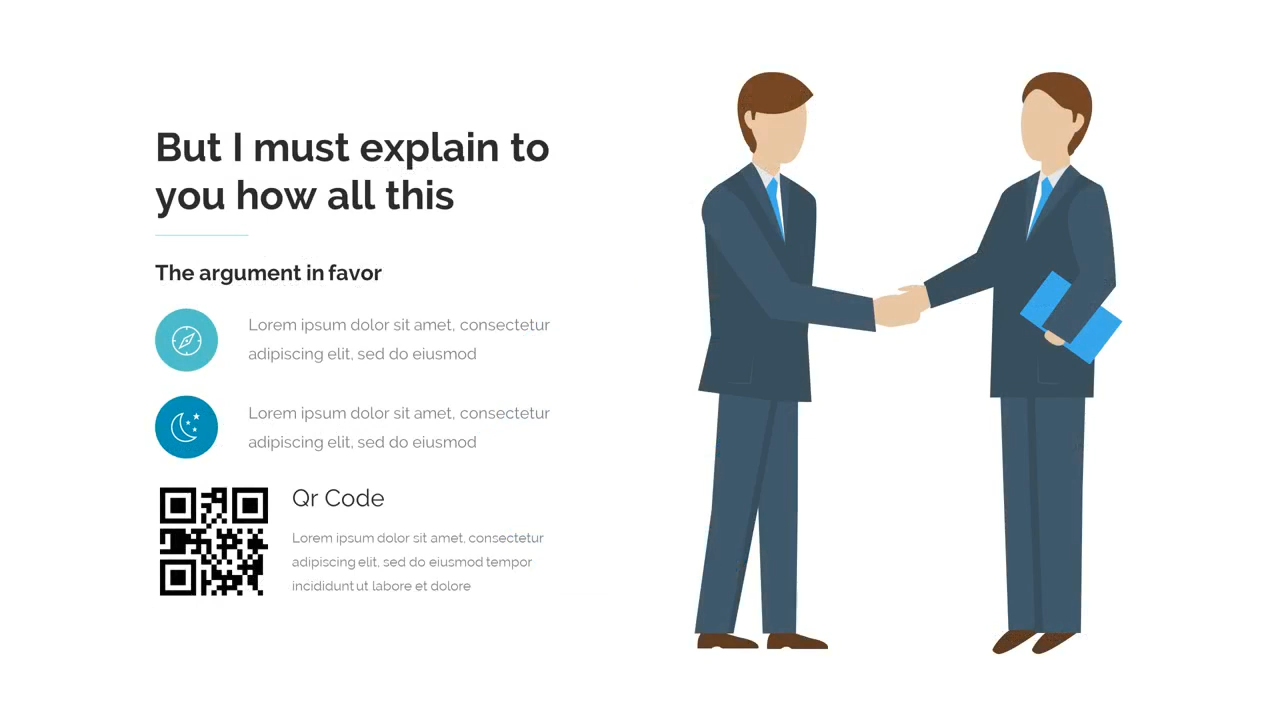 But I must explain to
you how all this
The argument in favor
Lorem ipsum dolor sit amet, consectetur
adipiscing elit, sed do eiusmod
Lorem ipsum dolor sit amet, consectetur
adipiscing elit, sed do eiusmod
Qr Code
Lorem ipsum dolor sit amet, consectetur
adipiscing elit, sed do eiusmod tempor
incididunt ut labore et dolore